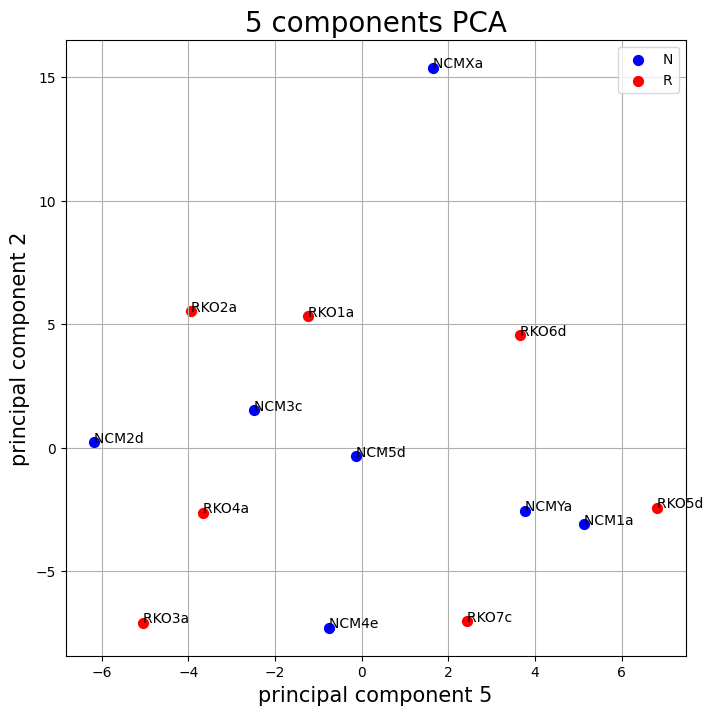 5 components PCA
N
R
NCMXa
RKO2a
RKO1a
RKO6d
NCM3c
NCM2d
NCM5d
RKO4a
NCMYa
NCM1a
RKO5d
RKO3a
NCM4e
RKO7c
15
10
5
0
−5
−6
−4
−2
0
2
4
6
principal component 5
principal component 2